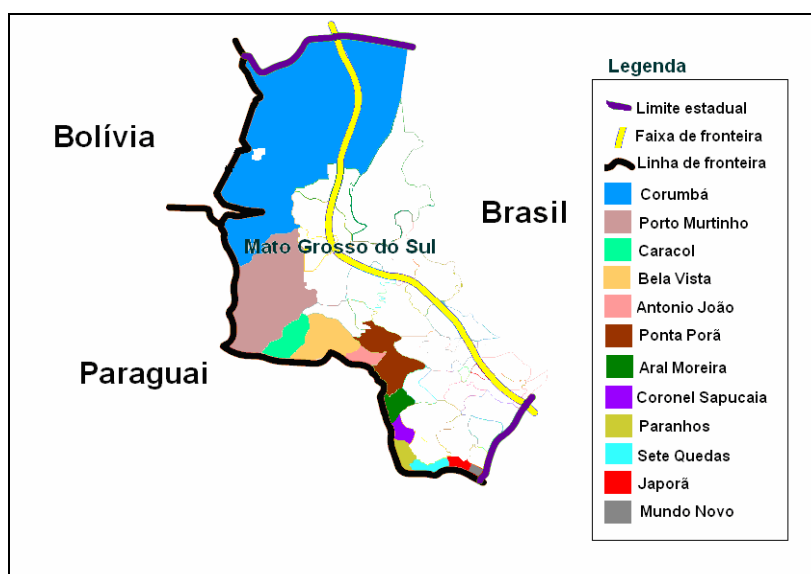 Bolívia
Brasil
Mato Grosso do Sul
Paraguai
Legenda
Limite estadual
Faixa de fronteira
Linha de fronteira
Corumbá
Porto Murtinho
Caracol
Bela Vista
Antonio João
Ponta Porã
Aral Moreira
Coronel Sapucaia
Paranhos
Sete Quedas
Japorã
Mundo Novo